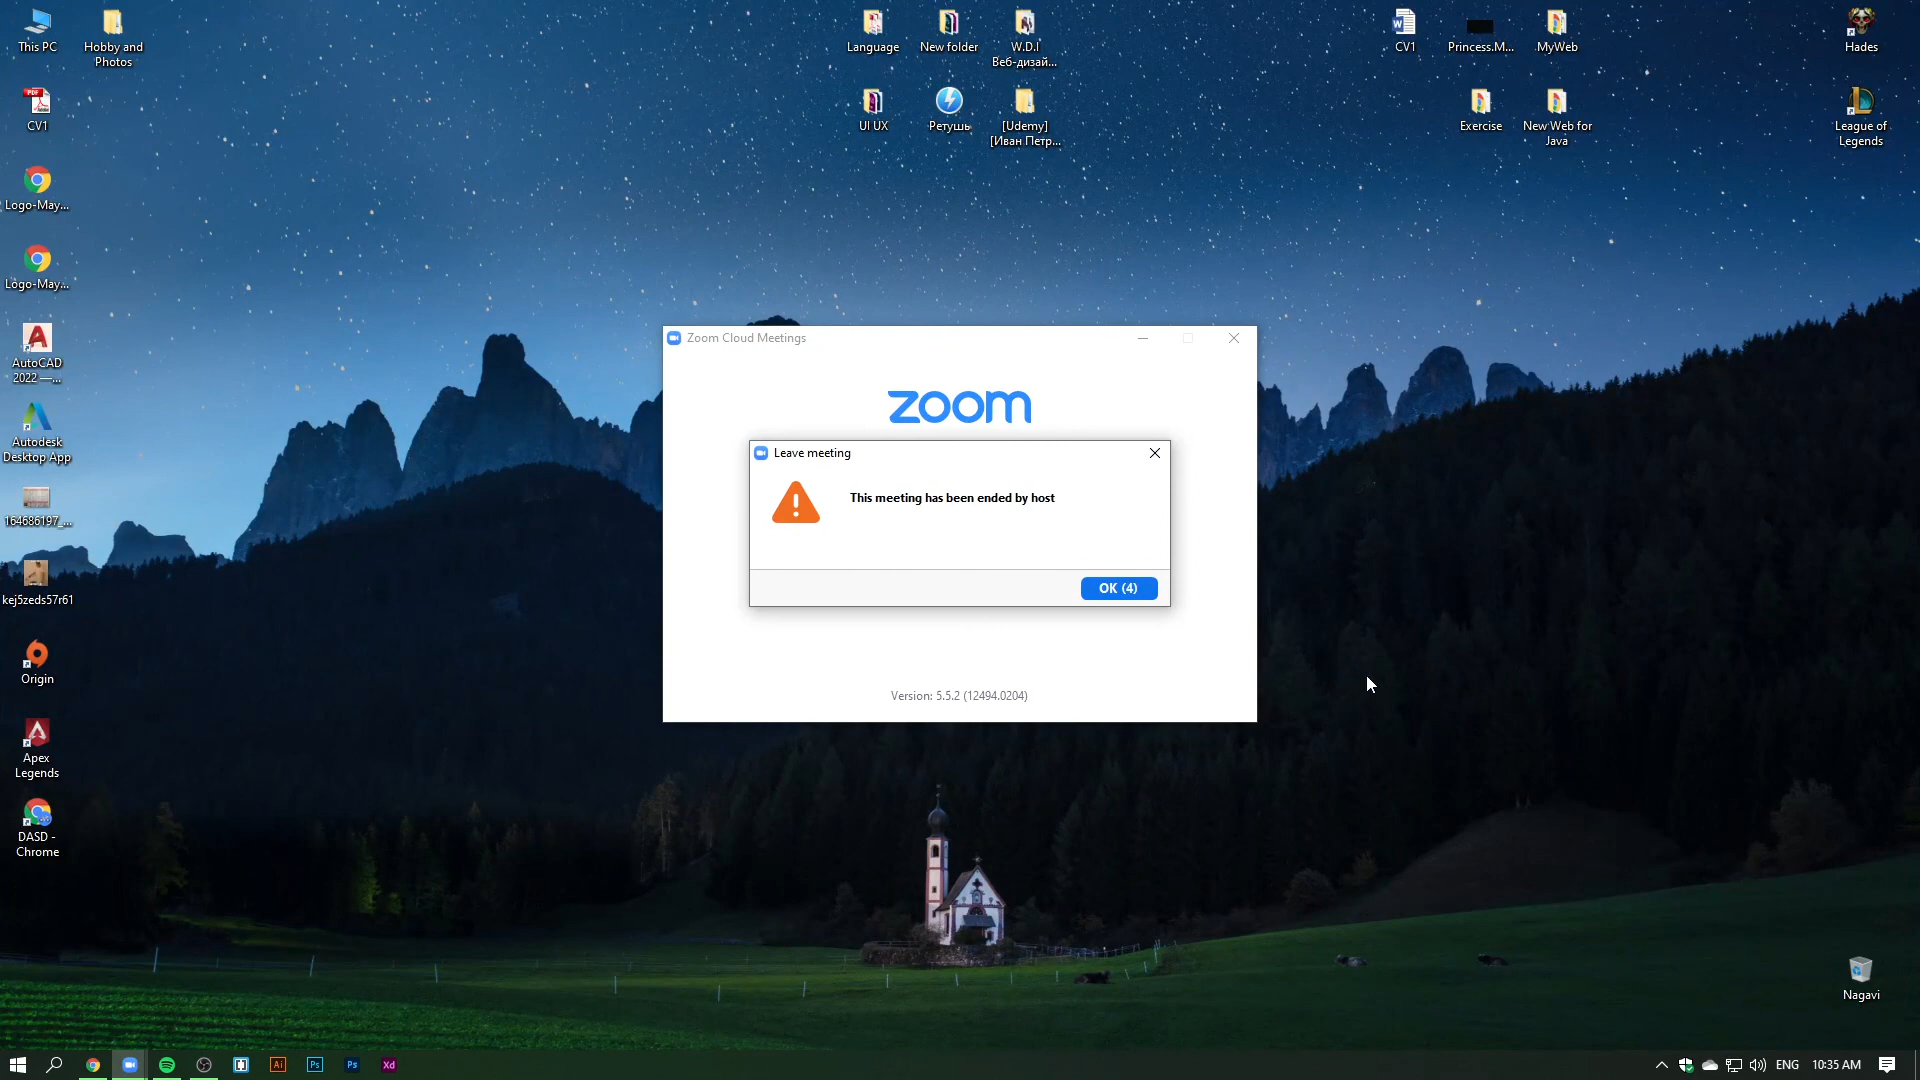 This PC
Hobby and
Photos
Language
New folder
W.D.I
Веб-дизай...
CV1
Princess.M...
MyWeb
Hades
CV1
UI UX
Ретушь
[Udemy]
[Иван Петр...
Exercise
New Web for
Java
League of
Legends
Logo-May...
Logo-May...
AutoCAD
2022 —...
Autodesk
Desktop App
164686197_...
kej5zeds57r61
Origin
Apex
Legends
DASD -
Chrome
Zoom Cloud Meetings
zoom
Leave meeting
This meeting has been ended by host
OK (4)
Version: 5.5.2 (12494.0204)
Nagavi
Ai
Ps
Ps
Xd
ENG
10:35 AM